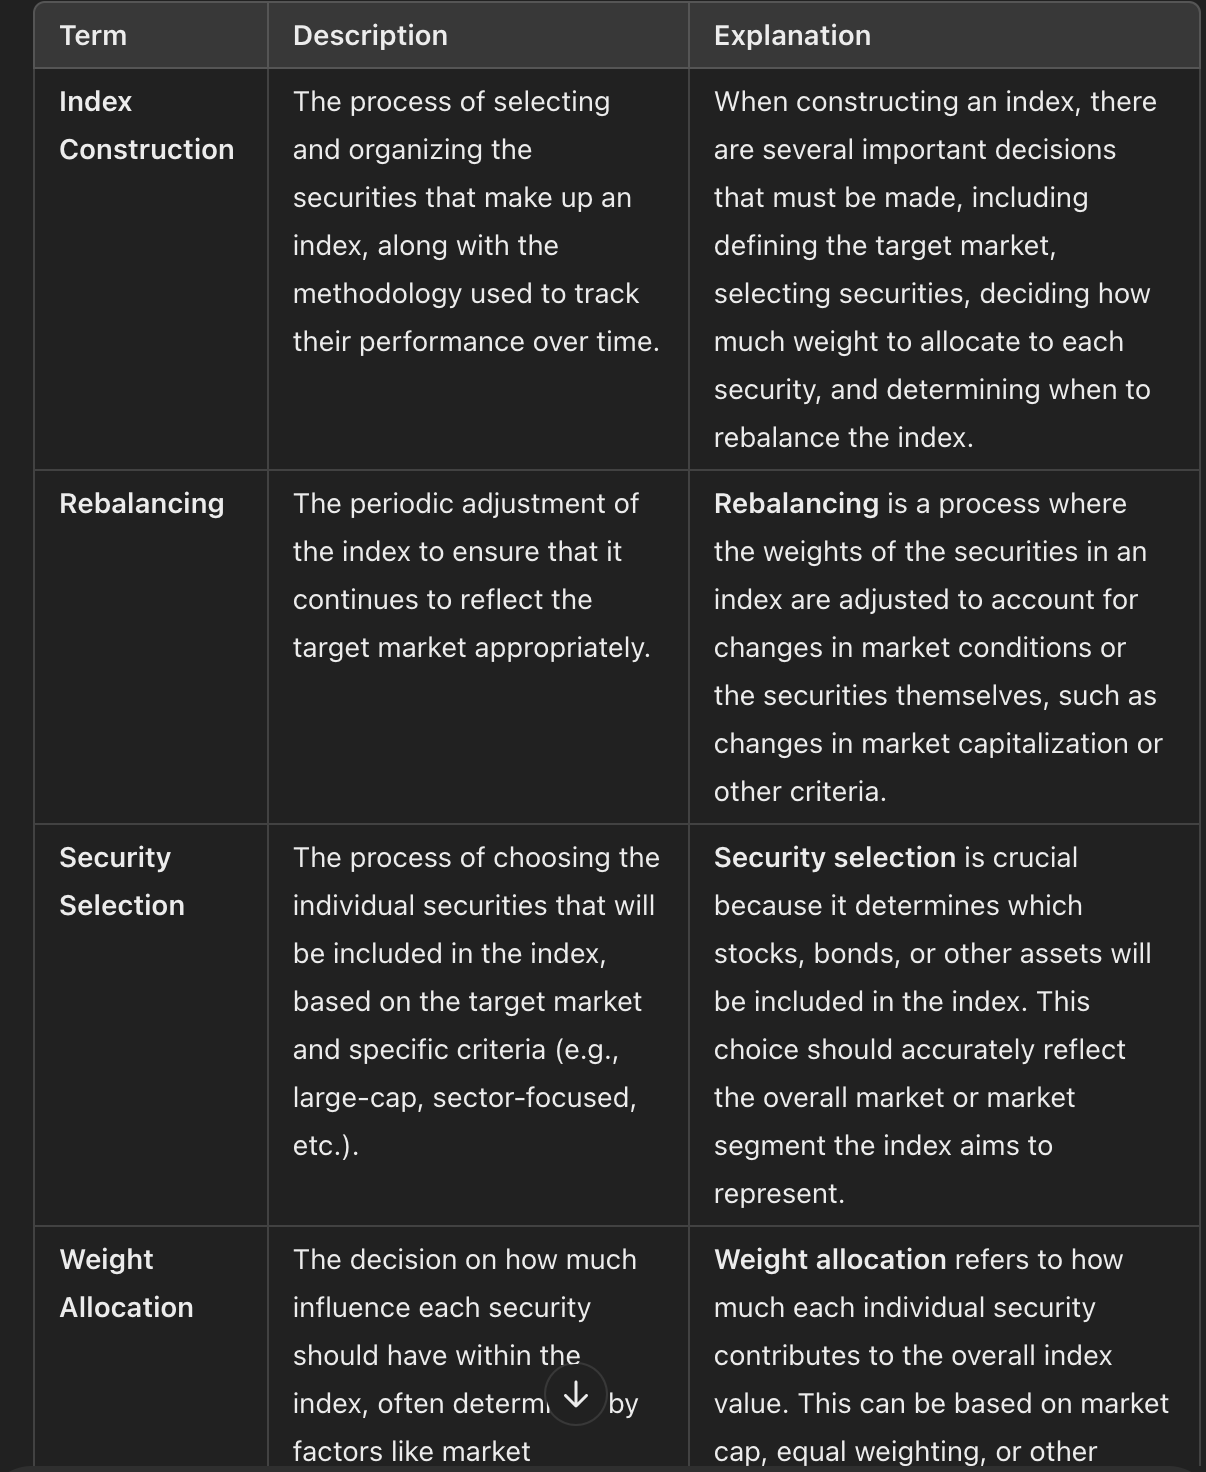 Term
Description
Explanation
Index
Construction
The process of selecting
and organizing the
securities that make up an
index, along with the
methodology used to track
their performance over time.
When constructing an index, there
are several important decisions
that must be made, including
defining the target market,
selecting securities, deciding how
much weight to allocate to each
security, and determining when to
rebalance the index.
Rebalancing
The periodic adjustment of
the index to ensure that it
continues to reflect the
target market appropriately.
Rebalancing is a process where
the weights of the securities in an
index are adjusted to account for
changes in market conditions or
the securities themselves, such as
changes in market capitalization or
other criteria.
Security
Selection
The process of choosing the
individual securities that will
be included in the index,
based on the target market
and specific criteria (e.g.,
large-cap, sector-focused,
etc.).
Security selection is crucial
because it determines which
stocks, bonds, or other assets will
be included in the index. This
choice should accurately reflect
the overall market or market
segment the index aims to
represent.
Weight
Allocation
The decision on how much
influence each security
should have within the
index, often by
factors like market
Weight allocation refers to how
much each individual security
contributes to the overall index
value. This can be based on market
cap, equal weighting, or other